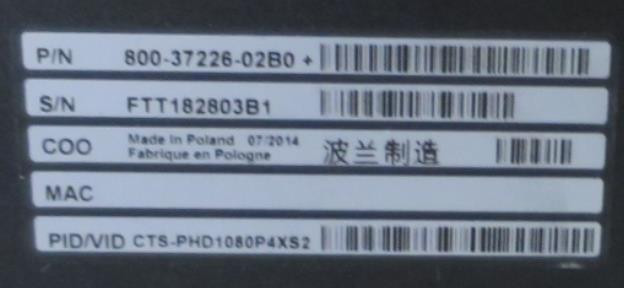 P/N 800-37226-02B0 +
S/N FTT182803B1
COO Made In Poland 07/2014
Fabrique en Pologne 波兰制造
MAC
PID/VID CTS-PHD1080P4XS2